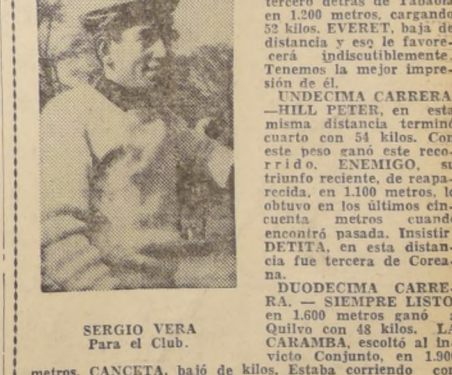 tercero detrás de Tabaola
en 1.200 metros, cargando
52 kilos. EVERET, baja de
distancia y eso le favore-
cerá indiscutiblemente.
Tenemos la mejor impre-
sión de él.
UNDECIMA CARRERA
—HILL PETER, en esta
misma distancia terminó
cuarto con 54 kilos. Con
este peso ganó este reco-
rrido. ENEMIGO, su
triunfo reciente, de reapa-
recida, en 1.100 metros, lo
obtuvo en los últimos cin-
cuenta metros cuando
encontró pasada. Insistir
DETITA, en esta distan-
cia fue tercera de Corea-
na.
DUODECIMA CARRE-
RA. — SIEMPRE LISTO
en 1.600 metros ganó a
Quilvo con 48 kilos. LA
CARAMBA, escoltó al in-
victo Conjunto, en 1.900
metros. CANCETA, bajó de kilos. Estaba corriendo con
SERGIO VERA
Para el Club.